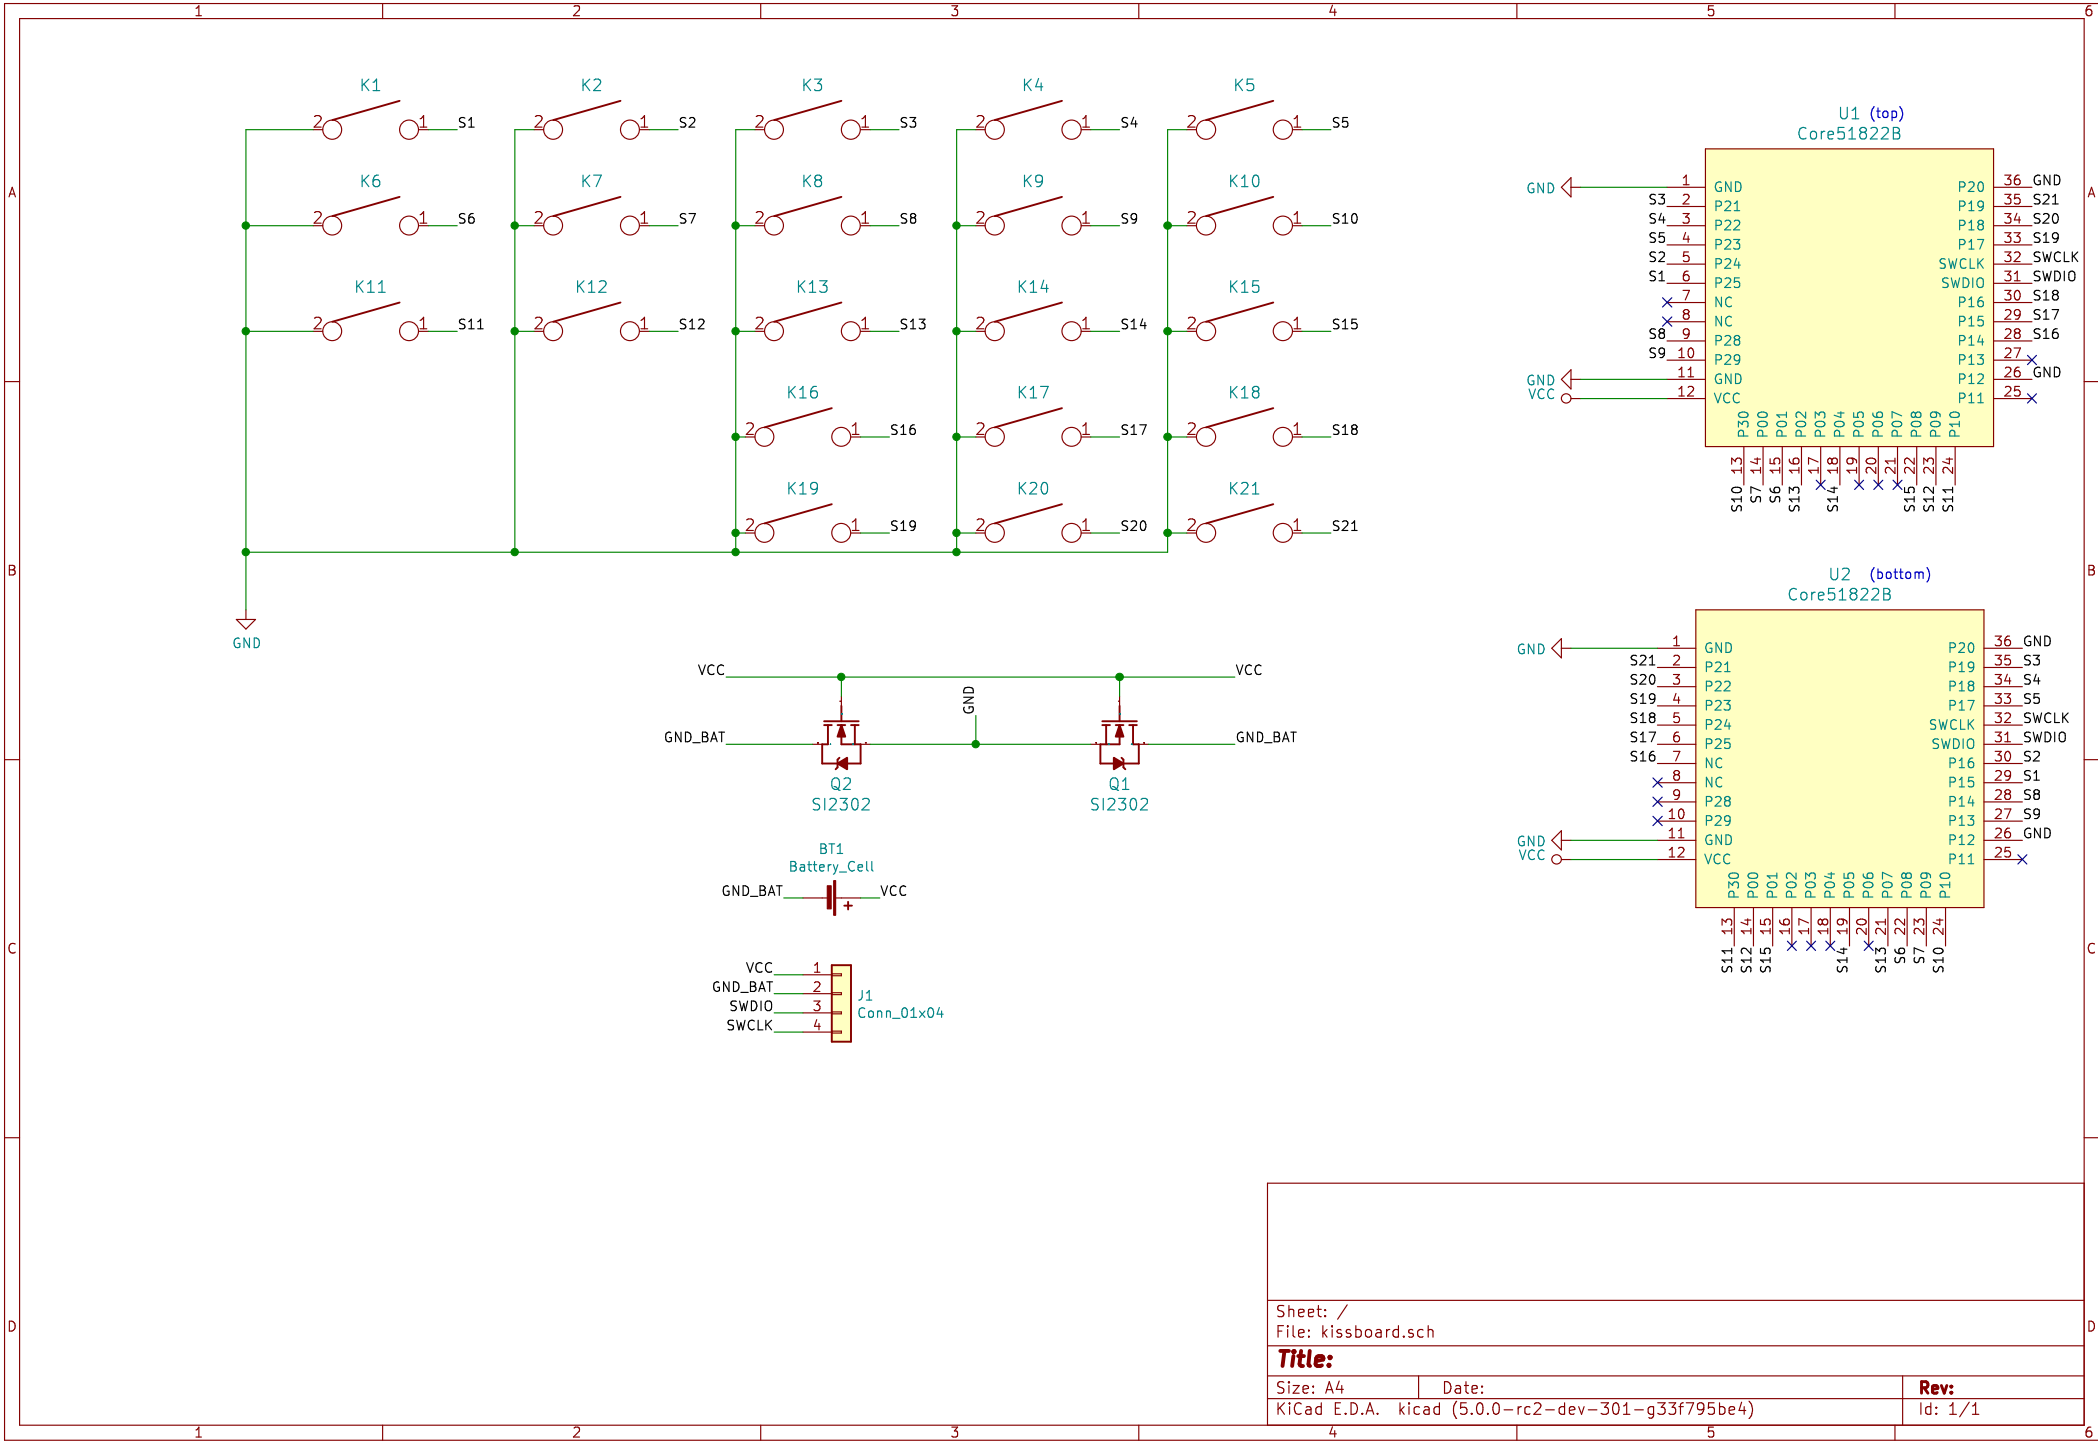 1 2 3 4 5 6
K1 K2 K3 K4 K5
2 1 S1 2 1 S2 2 1 S3 2 1 S4 2 1 S5
K6 K7 K8 K9 K10
A A
2 1 S6 2 1 S7 2 1 S8 2 1 S9 2 1 S10
K11 K12 K13 K14 K15
2 1 S11 2 1 S12 2 1 S13 2 1 S14 2 1 S15
K16 K17 K18
2 1 S16 2 1 S17 2 1 S18
K19 K20 K21
2 1 S19 2 1 S20 2 1 S21
GND
U1 (top)
Core51822B
GND 1 GND P20 36 GND
S3 2 P21 P19 35 S21
S4 3 P22 P18 34 S20
S5 4 P23 P17 33 S19
S2 5 P24 SWCLK 32 SWCLK
S1 6 P25 SWDIO 31 SWDIO
7 NC P16 30 S18
8 NC P15 29 S17
S8 9 P28 P14 28 S16
S9 10 P29 P13 27
GND 11 GND P12 26 GND
VCC 12 VCC P11 25
P30 P00 P01 P02 P03 P04 P05 P06 P07 P08 P09 P10
13 14 15 16 17 18 19 20 21 22 23 24
S10 S7 S6 S13 S14 S15 S12 S11
B B
U2 (bottom)
Core51822B
GND 1 GND P20 36 GND
S21 2 P21 P19 35 S3
S20 3 P22 P18 34 S4
S19 4 P23 P17 33 S5
S18 5 P24 SWCLK 32 SWCLK
S17 6 P25 SWDIO 31 SWDIO
S16 7 NC P16 30 S2
8 NC P15 29 S1
9 P28 P14 28 S8
10 P29 P13 27 S9
GND 11 GND P12 26 GND
VCC 12 VCC P11 25
P30 P00 P01 P02 P03 P04 P05 P06 P07 P08 P09 P10
13 14 15 16 17 18 19 20 21 22 23 24
S11 S12 S15 S14 S13 S6 S7 S10
VCC VCC
GND
GND_BAT GND_BAT
Q2 Q1
SI2302 SI2302
BT1
Battery_Cell
GND_BAT + VCC
C C
VCC 1
GND_BAT 2
SWDIO 3
SWCLK 4
J1
Conn_01x04
D D
Sheet: /
File: kissboard.sch
Title:
Size: A4 Date: Rev:
KiCad E.D.A. kicad (5.0.0-rc2-dev-301-g33f795be4) Id: 1/1
1 2 3 4 5 6